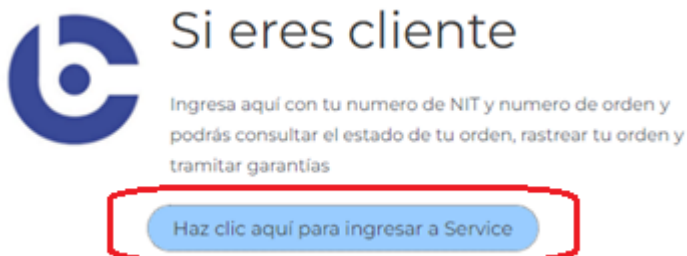 Si eres cliente
Ingresa aquí con tu numero de NIT y numero de orden y
podrás consultar el estado de tu orden, rastrear tu orden y
tramitar garantías
Haz clic aquí para ingresar a Service